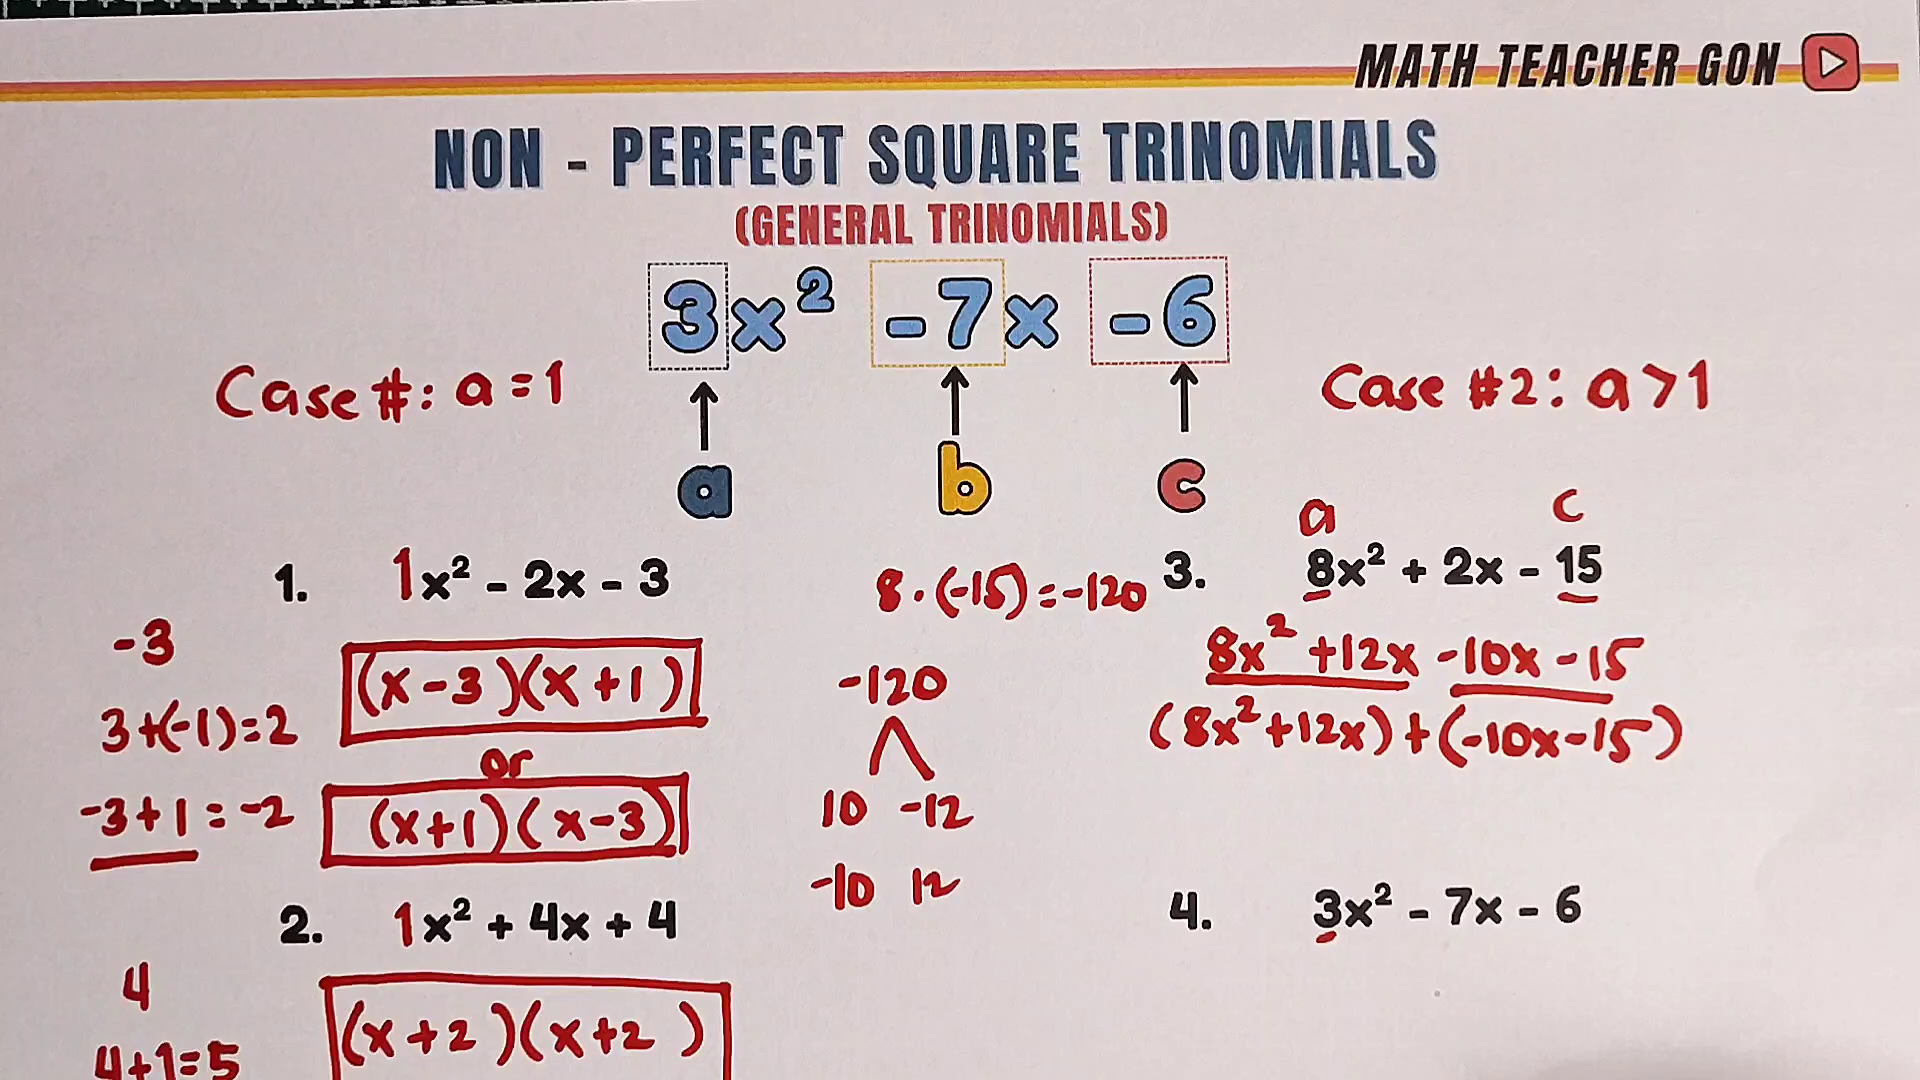 MATH TEACHER GON
NON - PERFECT SQUARE TRINOMIALS
(GENERAL TRINOMIALS)
3x² -7x -6
Case #: a = 1
Case #2: a > 1
a b c
a c
1. 1x² - 2x - 3
-3
3+(-1)=2
-3+1 = -2
(x-3)(x+1)
or
(x+1)(x-3)
2. 1x² + 4x + 4
4
4+1=5
(x+2)(x+2)
8·(-15)=-120
-120
10 -12
-10 12
3. 8x² + 2x - 15
8x² +12x -10x -15
(8x²+12x)+(-10x-15)
4. 3x² - 7x - 6